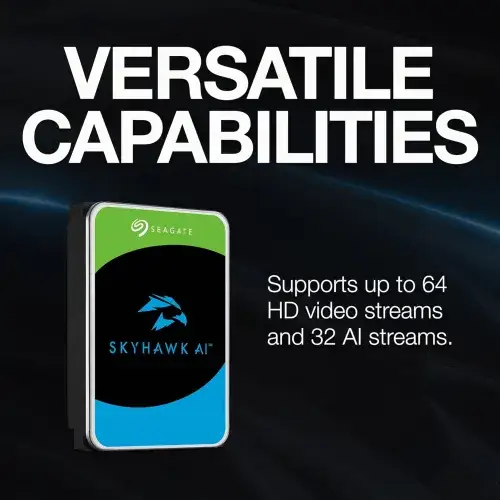 VERSATILE
CAPABILITIES
SEAGATE
SKYHAWK AI™
Supports up to 64
HD video streams
and 32 AI streams.